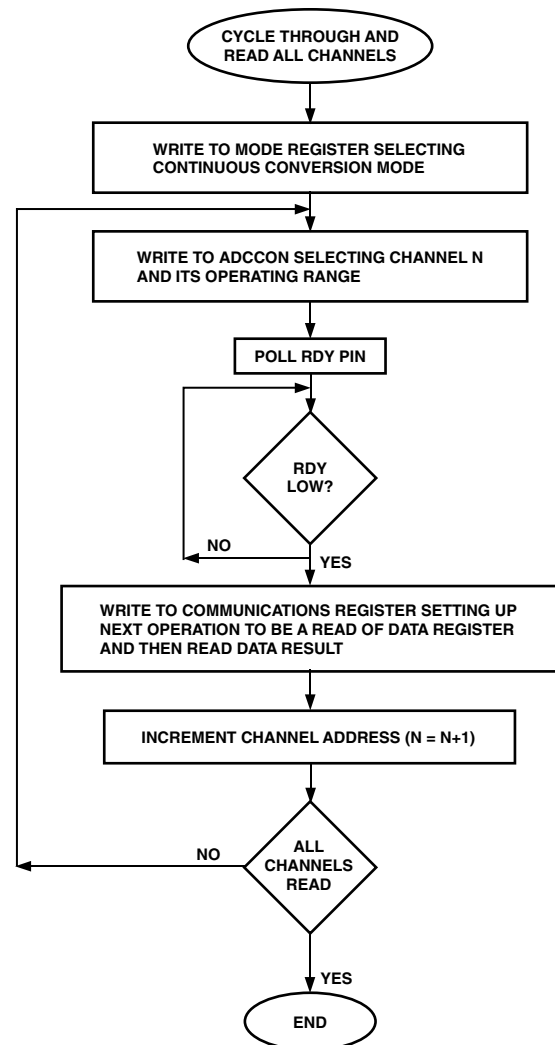 CYCLE THROUGH AND
READ ALL CHANNELS
WRITE TO MODE REGISTER SELECTING
CONTINUOUS CONVERSION MODE
WRITE TO ADCCON SELECTING CHANNEL N
AND ITS OPERATING RANGE
POLL RDY PIN
RDY
LOW?
NO
YES
WRITE TO COMMUNICATIONS REGISTER SETTING UP
NEXT OPERATION TO BE A READ OF DATA REGISTER
AND THEN READ DATA RESULT
INCREMENT CHANNEL ADDRESS (N = N+1)
ALL
CHANNELS
READ
NO
YES
END